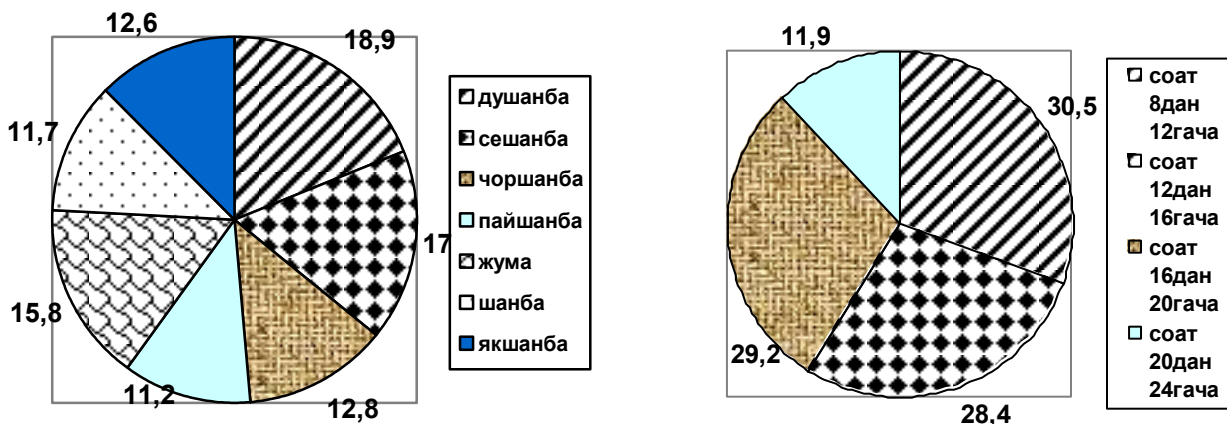 12,6
18,9
11,7
17
15,8
11,2
12,8
душанба
сешанба
чоршанба
пайшанба
жума
шанба
якшанба
11,9
30,5
29,2
28,4
соат
8дан
12гача
соат
12дан
16гача
соат
16дан
20гача
соат
20дан
24гача